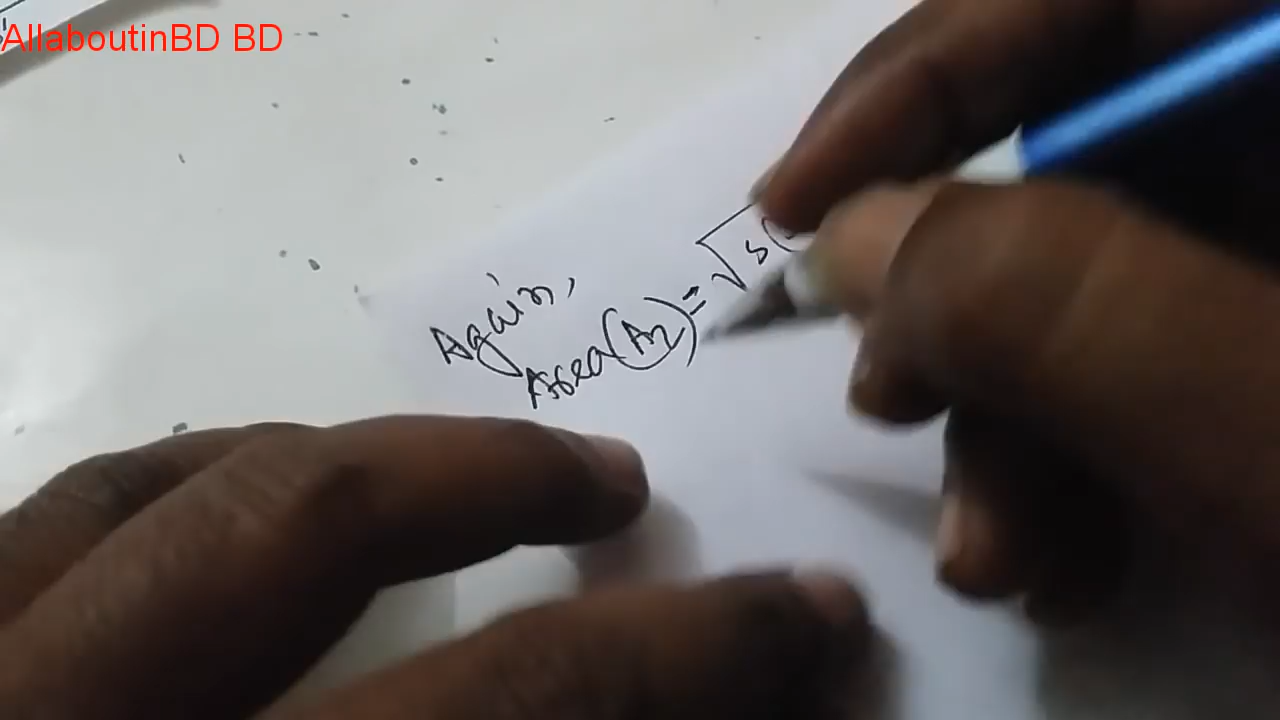 AllaboutinBD BD
Again,
Area(A2) = √s(